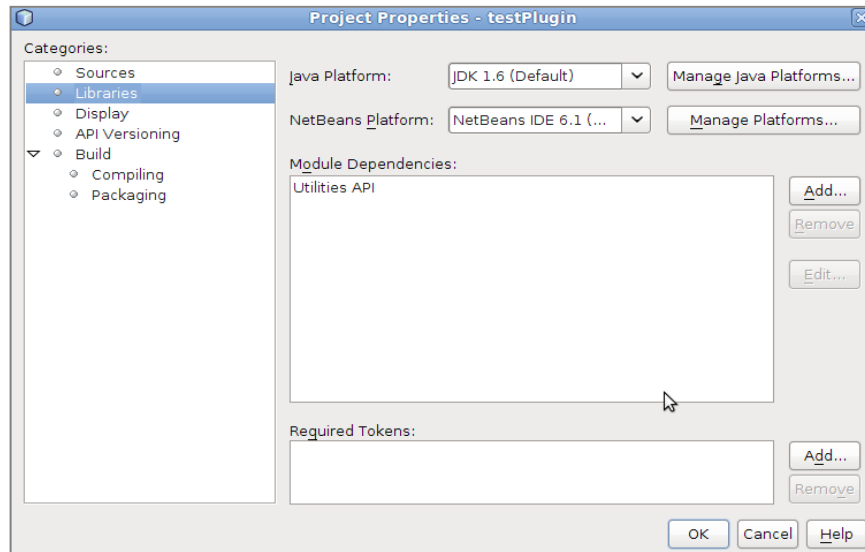 Project Properties - testPlugin
Categories:
Sources
Libraries
Display
API Versioning
Build
Compiling
Packaging
Java Platform: JDK 1.6 (Default) Manage Java Platforms...
NetBeans Platform: NetBeans IDE 6.1 (... Manage Platforms...
Module Dependencies:
Utilities API
Add...
Remove
Edit...
Required Tokens:
Add...
Remove
OK Cancel Help